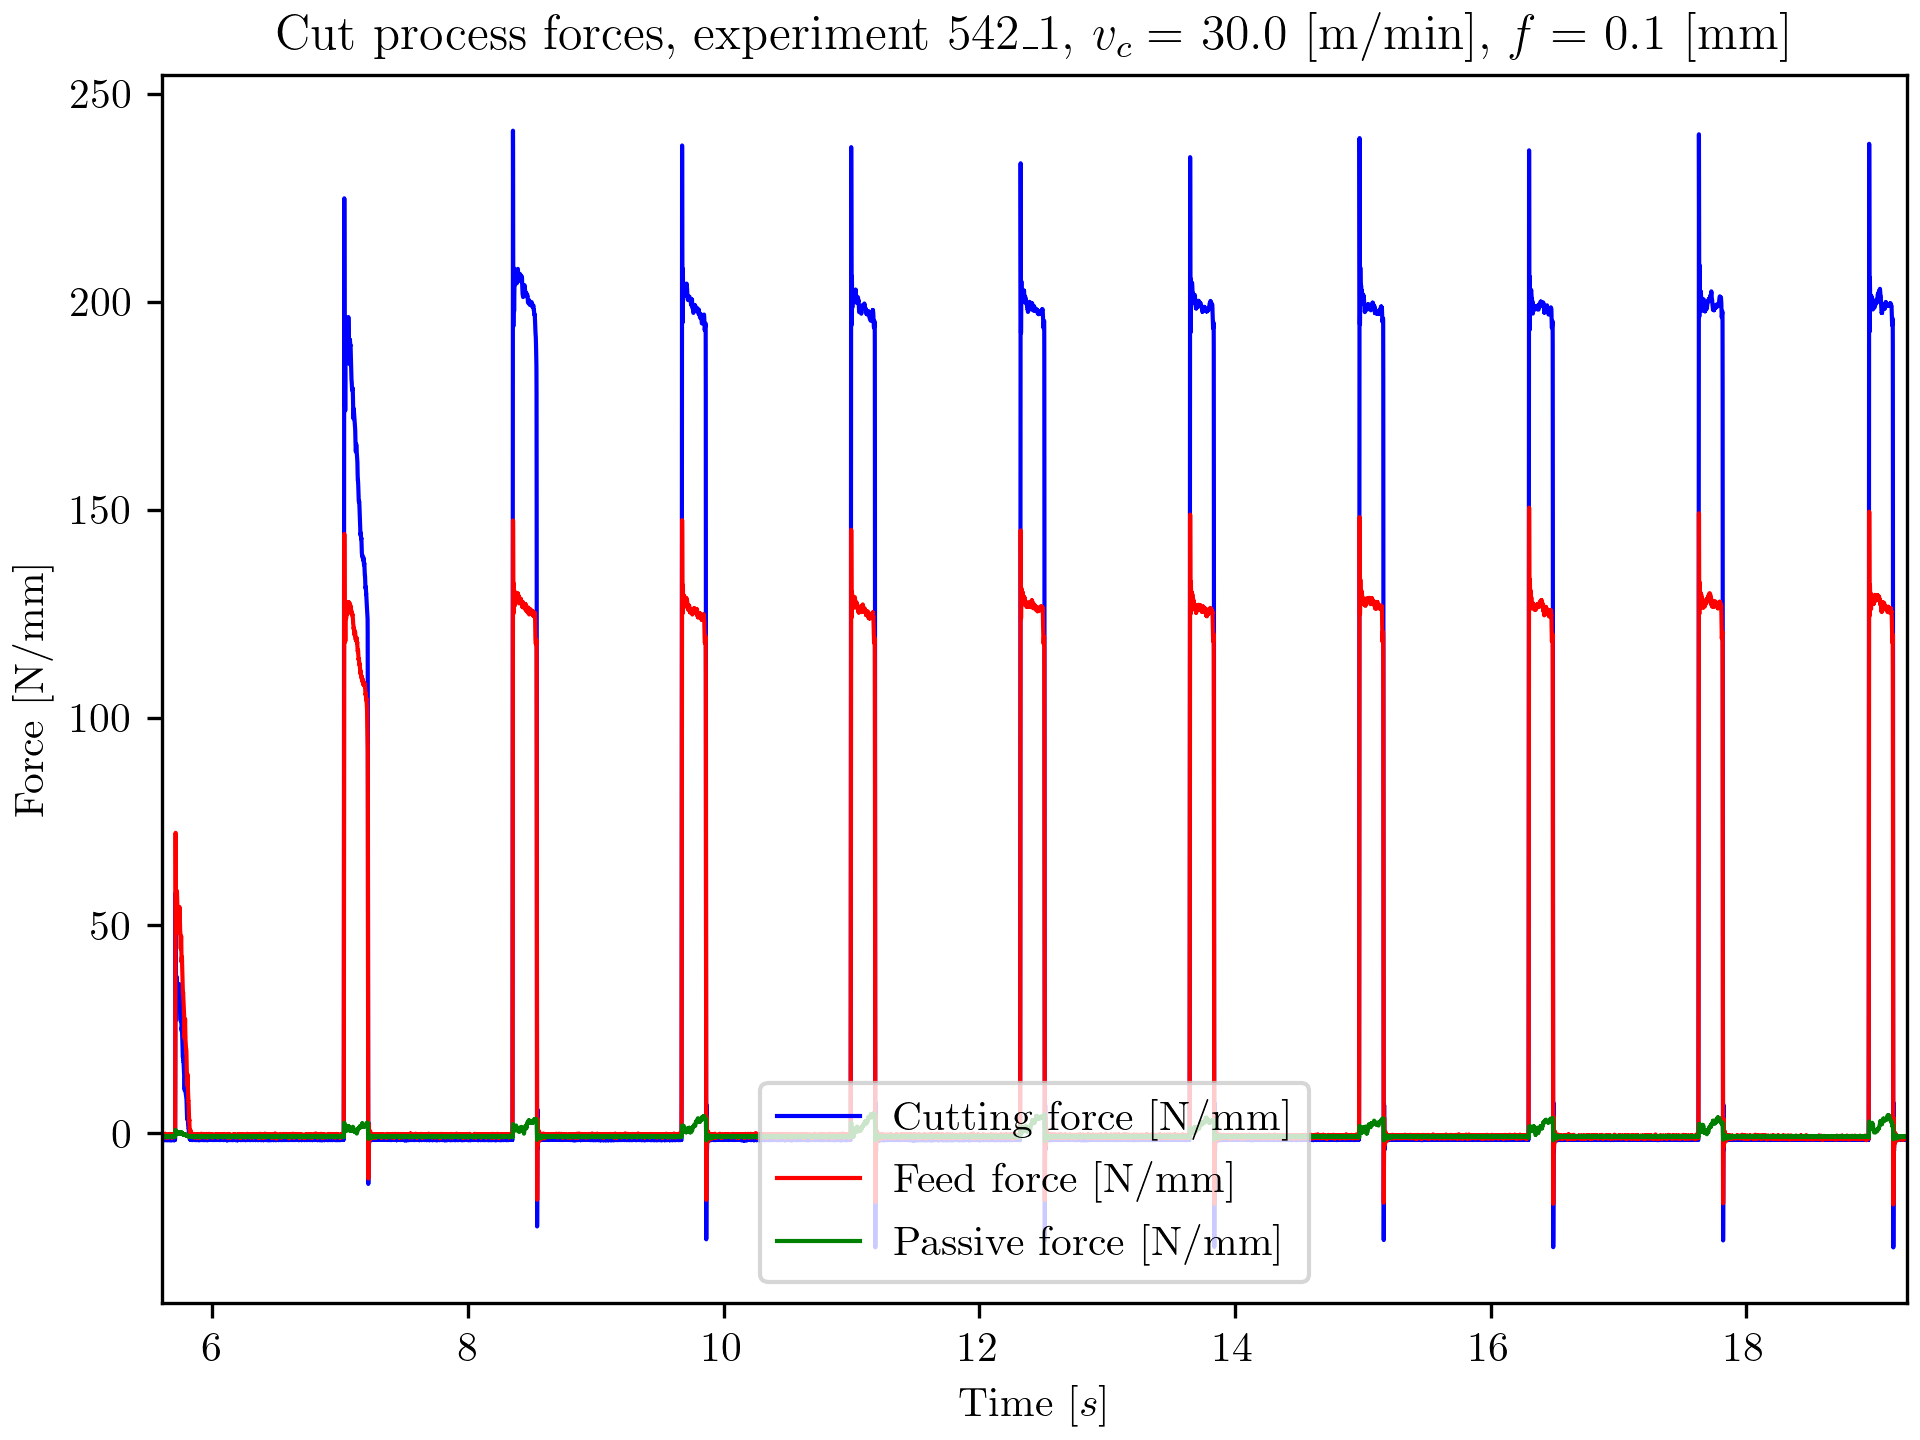 Cut process forces, experiment 542_1, v_c = 30.0 [m/min], f = 0.1 [mm]
250
200
150
100
50
0
Force [N/mm]
Cutting force [N/mm]
Feed force [N/mm]
Passive force [N/mm]
6 8 10 12 14 16 18
Time [s]